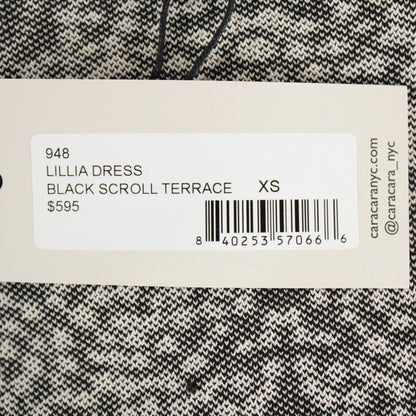 948
LILLIA DRESS
BLACK SCROLL TERRACE XS
$595
8 40253 57066 6
caracaranyc.com
@caracara_nyc